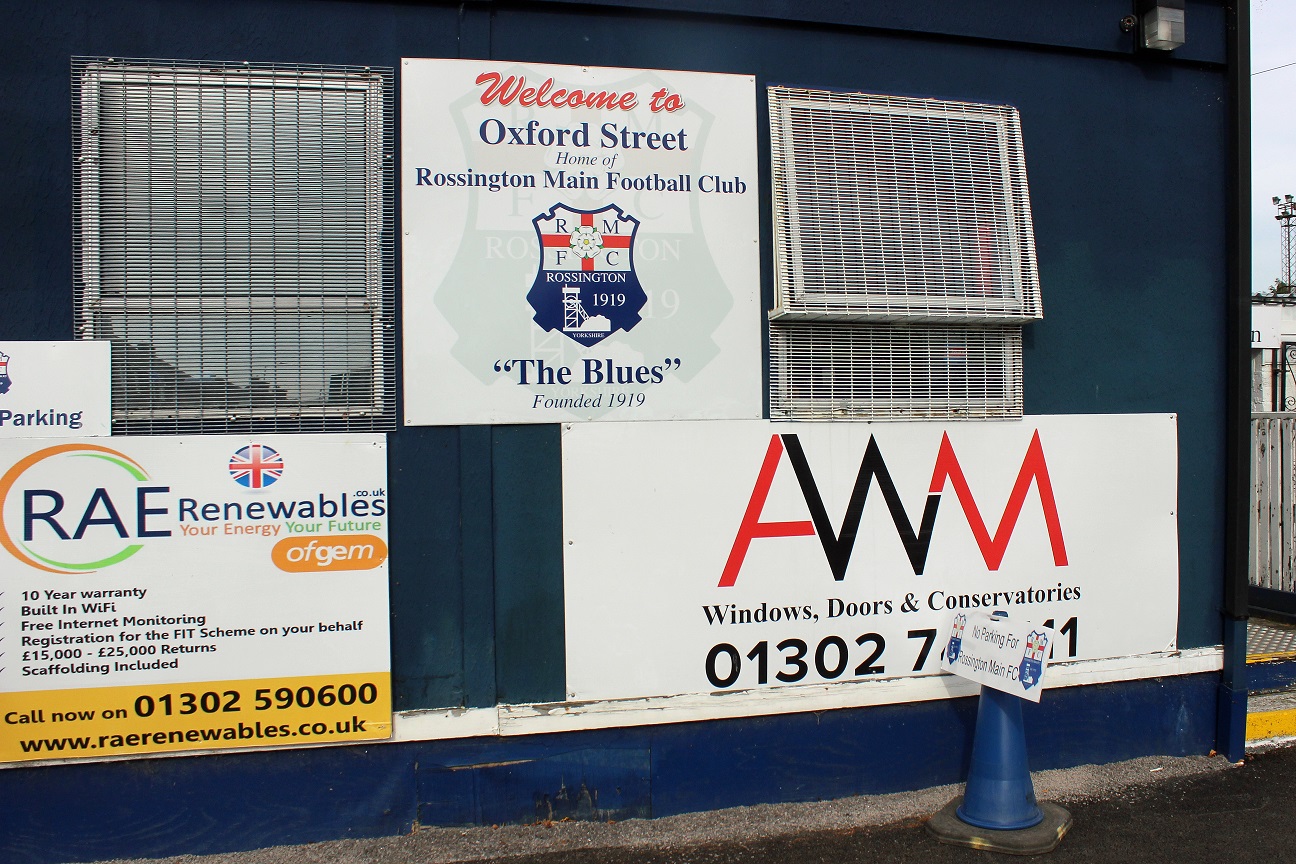 Welcome to
Oxford Street
Home of
Rossington Main Football Club
R M
F C
ROSSINGTON
1919
YORKSHIRE
“The Blues”
Founded 1919
Parking
RAE Renewables .co.uk
Your Energy Your Future
ofgem
10 Year warranty
Built In WiFi
Free Internet Monitoring
Registration for the FIT Scheme on your behalf
£15,000 - £25,000 Returns
Scaffolding Included
Call now on 01302 590600
www.raerenewables.co.uk
AWM
Windows, Doors & Conservatories
01302 7 11
No Parking For
Rossington Main FC